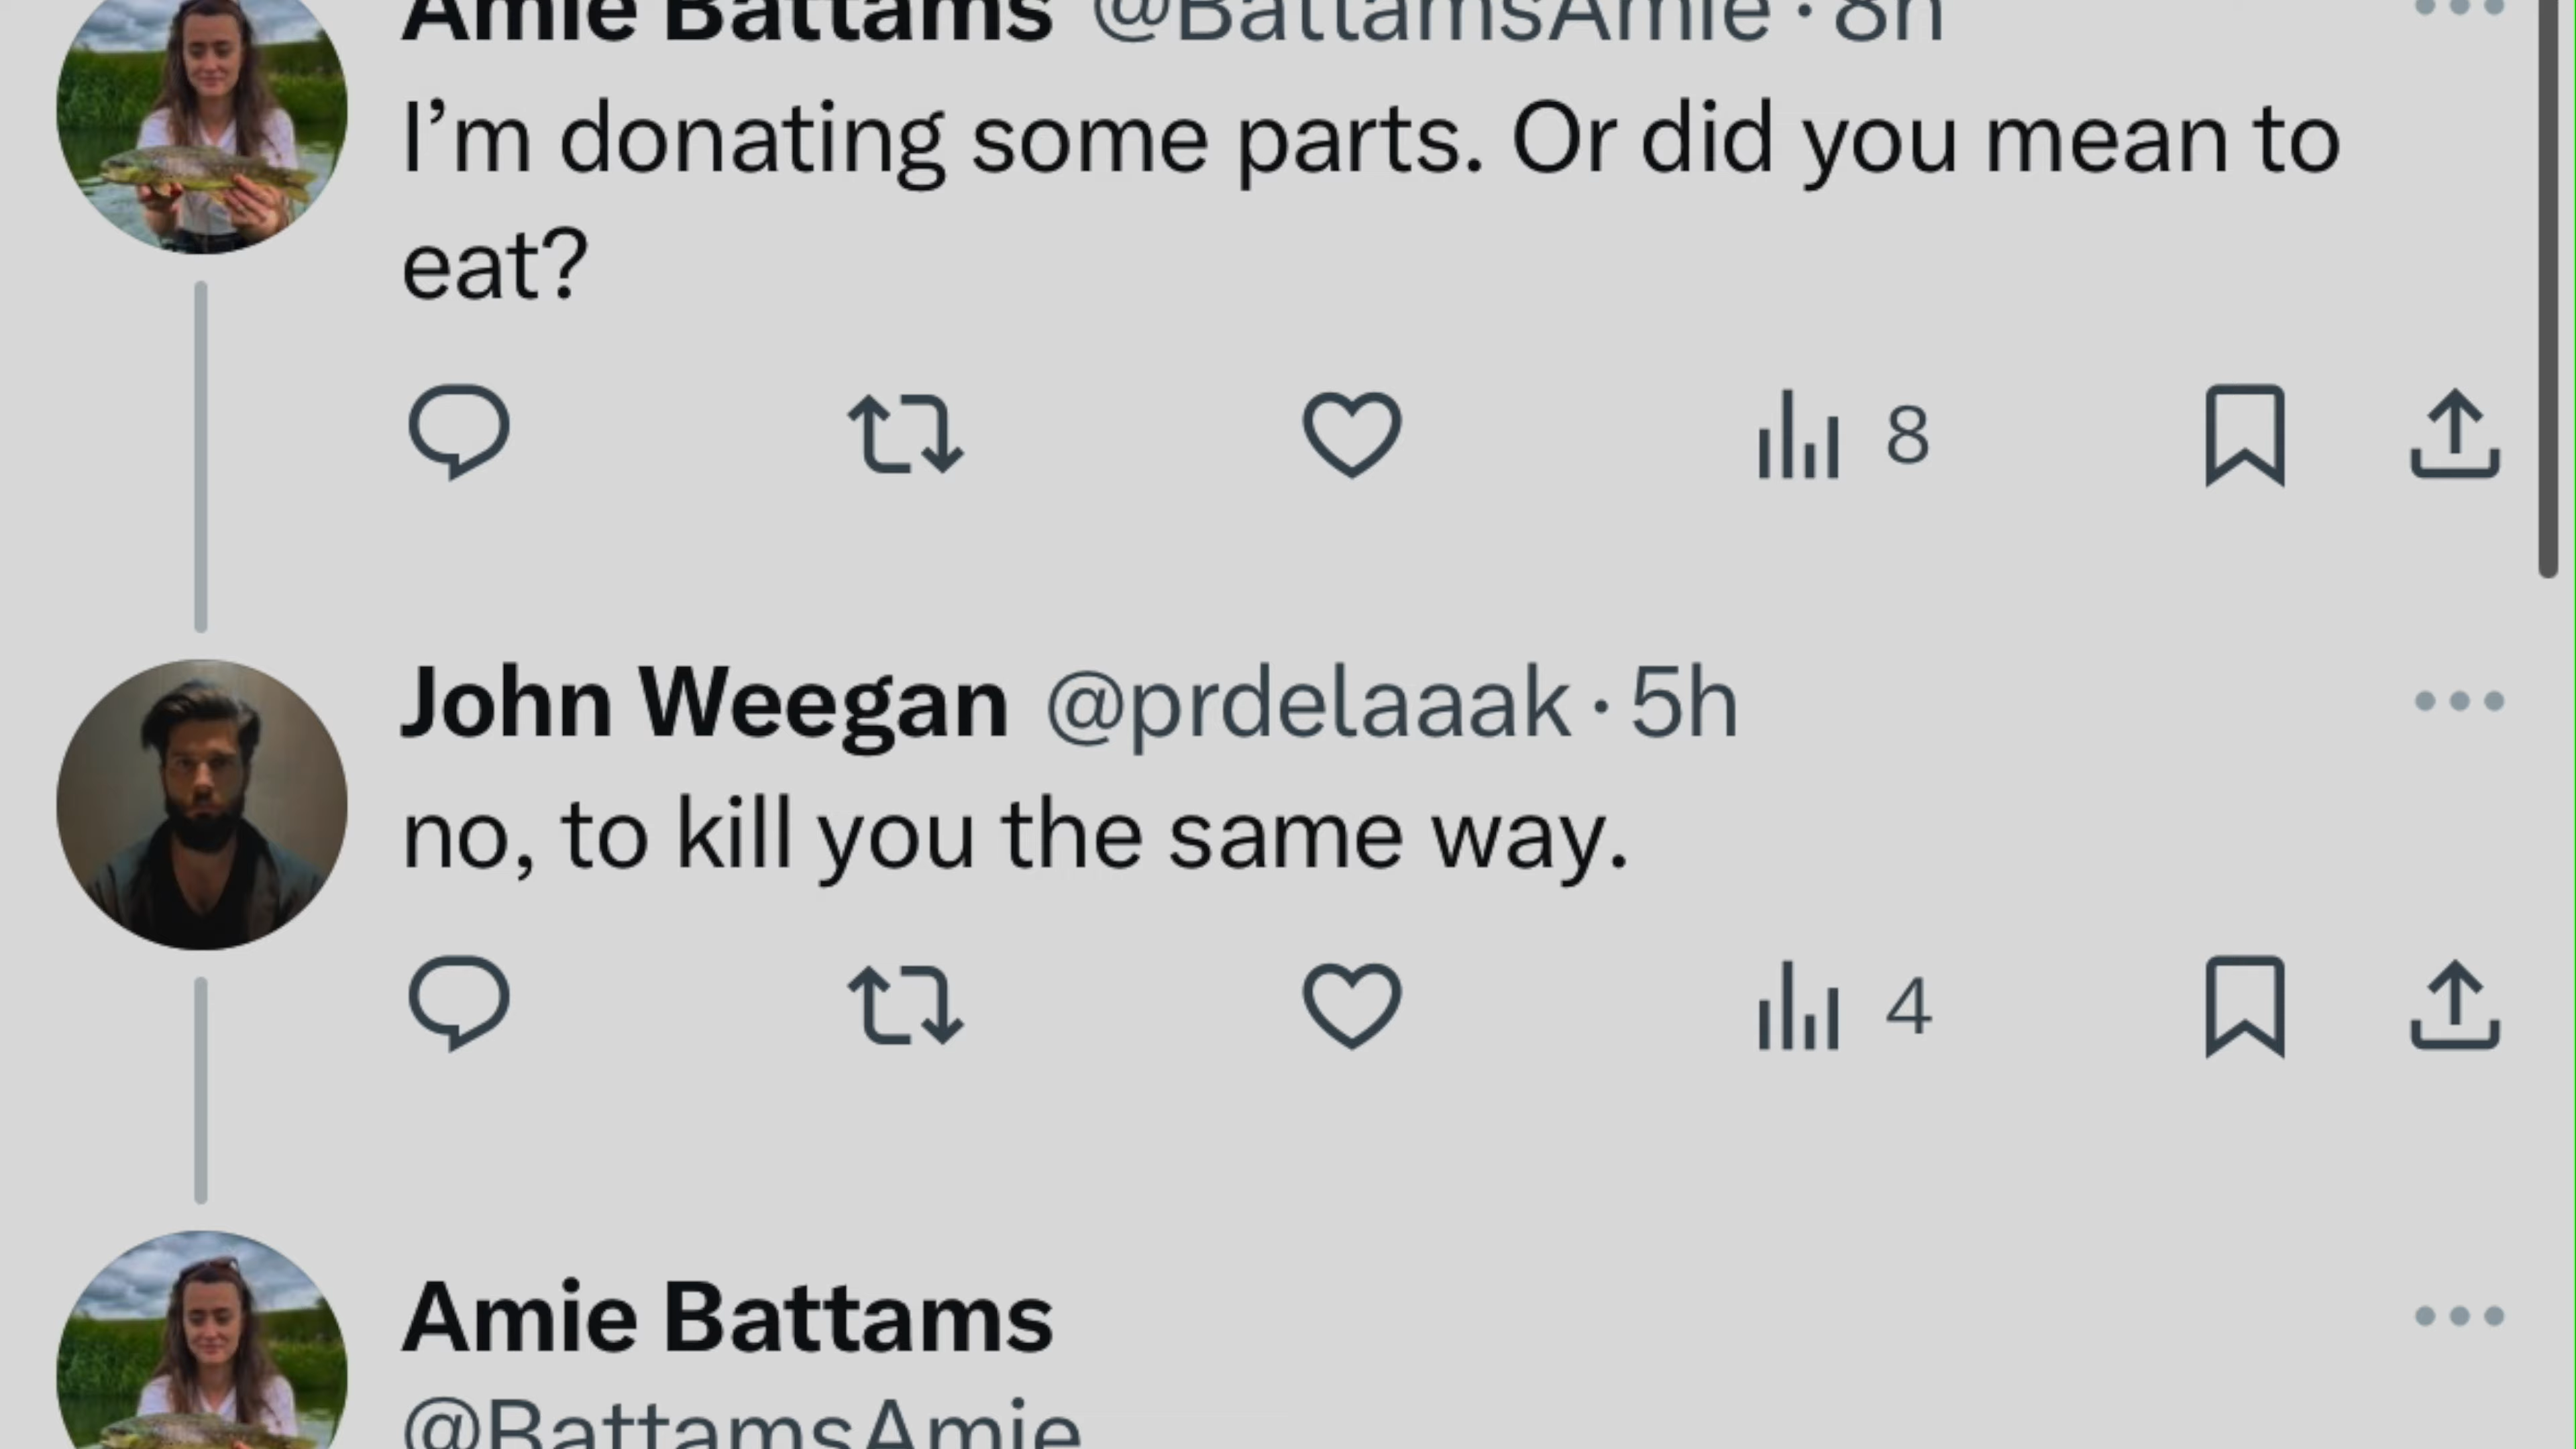 Amie Battams @BattamsAmie · 8h
I’m donating some parts. Or did you mean to
eat?
8
John Weegan @prdelaaak · 5h
no, to kill you the same way.
4
Amie Battams
@BattamsAmie